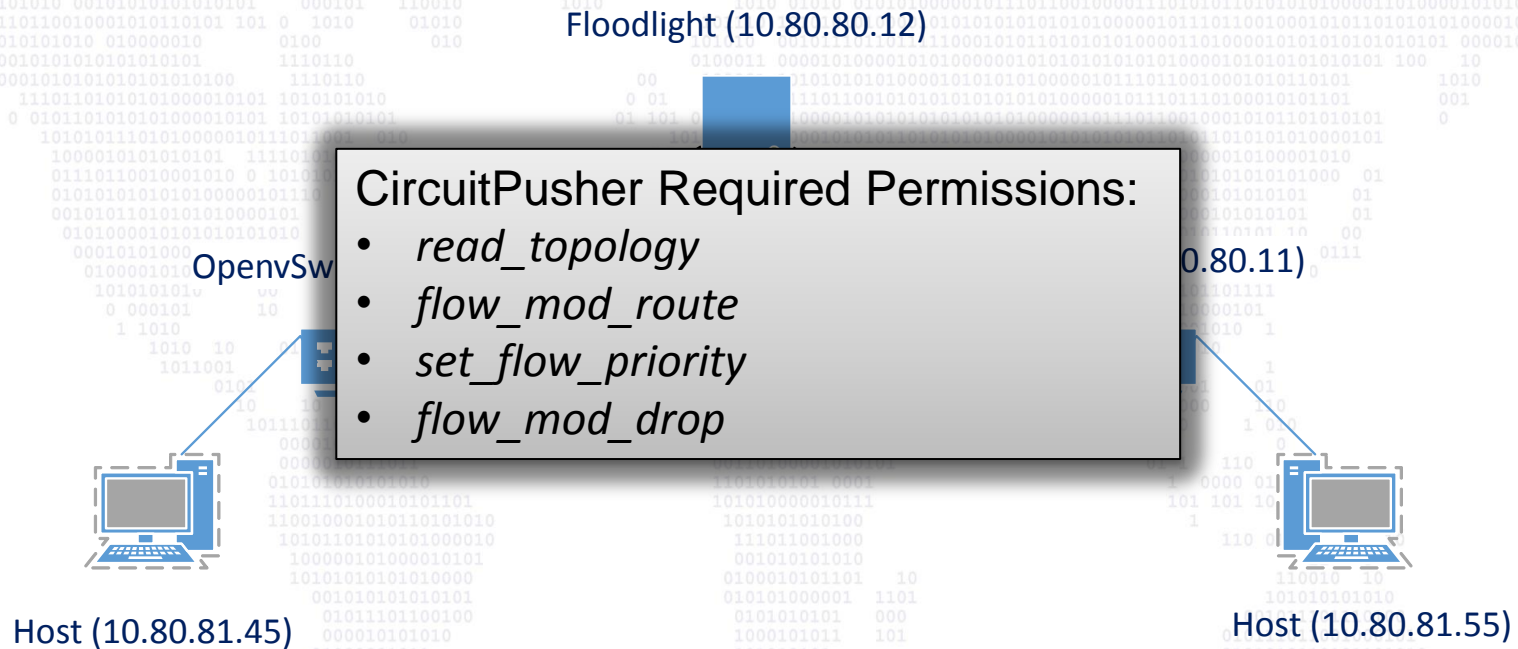 Floodlight (10.80.80.12)
CircuitPusher Required Permissions:
• read_topology
• flow_mod_route
• set_flow_priority
• flow_mod_drop
OpenvSw
0.80.11)
Host (10.80.81.45)
Host (10.80.81.55)